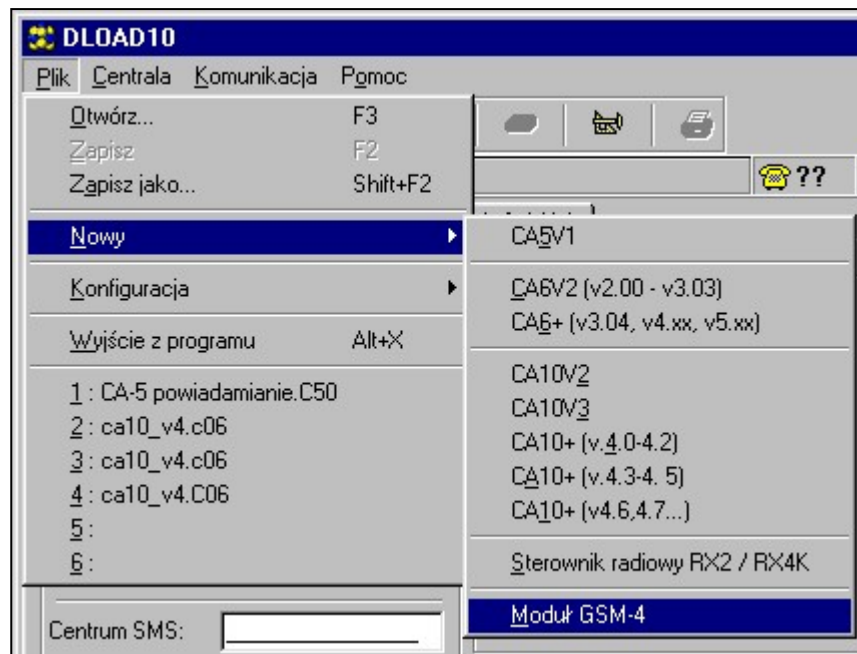 DLOAD10
Plik Centrala Komunikacja Pomoc
Otwórz... F3
Zapisz F2
Zapisz jako... Shift+F2
??
Nowy
Konfiguracja
Wyjście z programu Alt+X
1 : CA-5 powiadamianie.C50
2 : ca10_v4.c06
3 : ca10_v4.c06
4 : ca10_v4.C06
5 :
6 :
CA5V1
CA6V2 (v2.00 - v3.03)
CA6+ (v3.04, v4.xx, v5.xx)
CA10V2
CA10V3
CA10+ (v.4.0-4.2)
CA10+ (v.4.3-4. 5)
CA10+ (v4.6,4.7...)
Sterownik radiowy RX2 / RX4K
Moduł GSM-4
Centrum SMS: